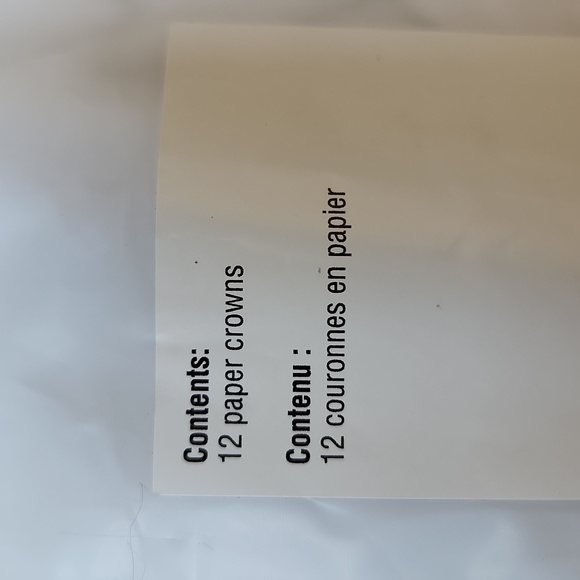 Contents:
12 paper crowns
Contenu :
12 couronnes en papier